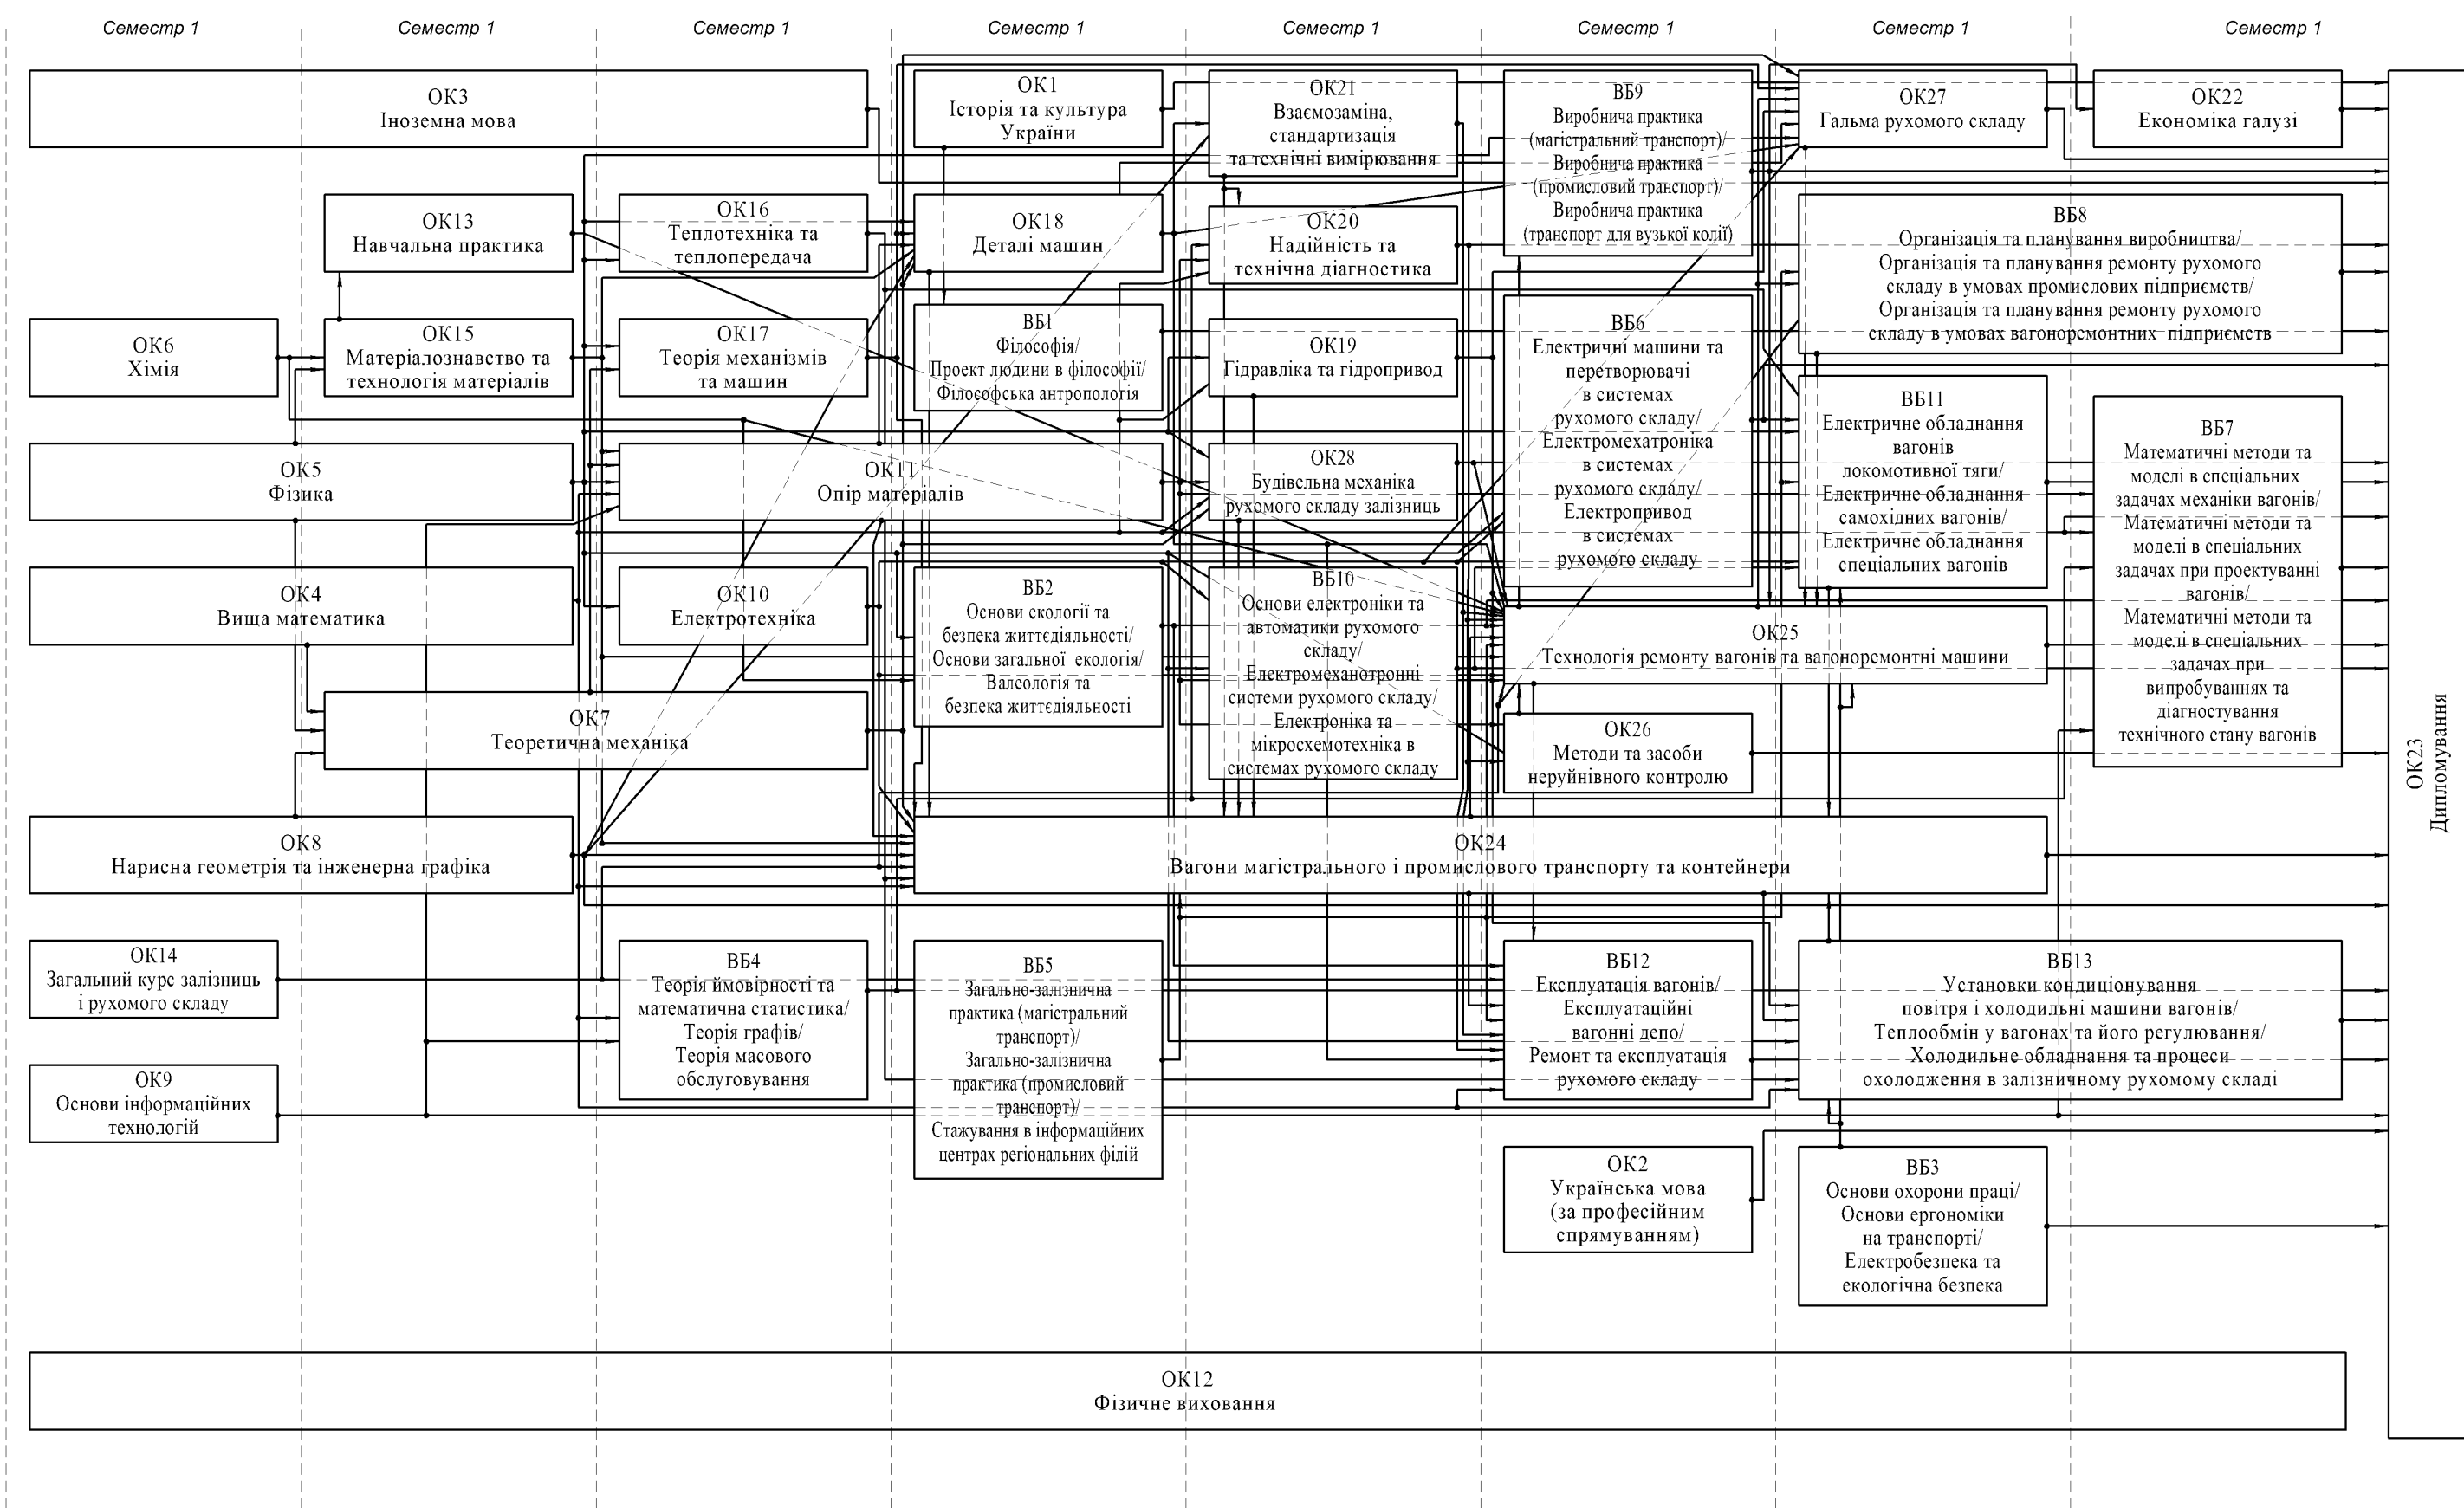 Семестр 1
Семестр 1
Семестр 1
Семестр 1
Семестр 1
Семестр 1
Семестр 1
Семестр 1
ОК3
Іноземна мова
ОК1
Історія та культура
України
ОК21
Взаємозаміна,
стандартизація
та технічні вимірювання
ВБ9
Виробнича практика
(магістральний транспорт)/
Виробнича практика
(промисловий транспорт)/
Виробнича практика
(транспорт для вузької колії)
ОК27
Гальма рухомого складу
ОК22
Економіка галузі
ОК13
Навчальна практика
ОК16
Теплотехніка та
теплопередача
ОК18
Деталі машин
ОК20
Надійність та
технічна діагностика
ВБ8
Організація та планування виробництва/
Організація та планування ремонту рухомого
складу в умовах промислових підприємств/
Організація та планування ремонту рухомого
складу в умовах вагоноремонтних підприємств
ОК6
Хімія
ОК15
Матеріалознавство та
технологія матеріалів
ОК17
Теорія механізмів
та машин
ВБ1
Філософія/
Проект людини в філософії/
Філософська антропологія
ОК19
Гідравліка та гідропривод
ВБ6
Електричні машини та
перетворювачі
в системах
рухомого складу/
Електромехатроніка
в системах
рухомого складу/
Електропривод
в системах
рухомого складу
ВБ11
Електричне обладнання
вагонів
локомотивної тяги/
Електричне обладнання
самохідних вагонів/
Електричне обладнання
спеціальних вагонів
ВБ7
Математичні методи та
моделі в спеціальних
задачах механіки вагонів/
Математичні методи та
моделі в спеціальних
задачах при проектуванні
вагонів/
Математичні методи та
моделі в спеціальних
задачах при
випробуваннях та
діагностування
технічного стану вагонів
ОК5
Фізика
ОК11
Опір матеріалів
ОК28
Будівельна механіка
рухомого складу залізниць
ОК4
Вища математика
ОК10
Електротехніка
ВБ2
Основи екології та
безпека життєдіяльності/
Основи загальної екологія/
Валеологія та
безпека життєдіяльності
ВБ10
Основи електроніки та
автоматики рухомого
складу/
Електромеханотронні
системи рухомого складу/
Електроніка та
мікросхемотехніка в
системах рухомого складу
ОК25
Технологія ремонту вагонів та вагоноремонтні машини
ОК7
Теоретична механіка
ОК26
Методи та засоби
неруйнівного контролю
ОК23
Дипломування
ОК8
Нарисна геометрія та інженерна графіка
ОК24
Вагони магістрального і промислового транспорту та контейнери
ОК14
Загальний курс залізниць
і рухомого складу
ВБ4
Теорія ймовірності та
математична статистика/
Теорія графів/
Теорія масового
обслуговування
ВБ5
Загально-залізнична
практика (магістральний
транспорт)/
Загально-залізнична
практика (промисловий
транспорт)/
Стажування в інформаційних
центрах регіональних філій
ВБ12
Експлуатація вагонів/
Експлуатаційні
вагонні депо/
Ремонт та експлуатація
рухомого складу
ВБ13
Установки кондиціонування
повітря і холодильні машини вагонів/
Теплообмін у вагонах та його регулювання/
Холодильне обладнання та процеси
охолодження в залізничному рухомому складі
ОК9
Основи інформаційних
технологій
ОК2
Українська мова
(за професійним
спрямуванням)
ВБ3
Основи охорони праці/
Основи ергономіки
на транспорті/
Електробезпека та
екологічна безпека
ОК12
Фізичне виховання